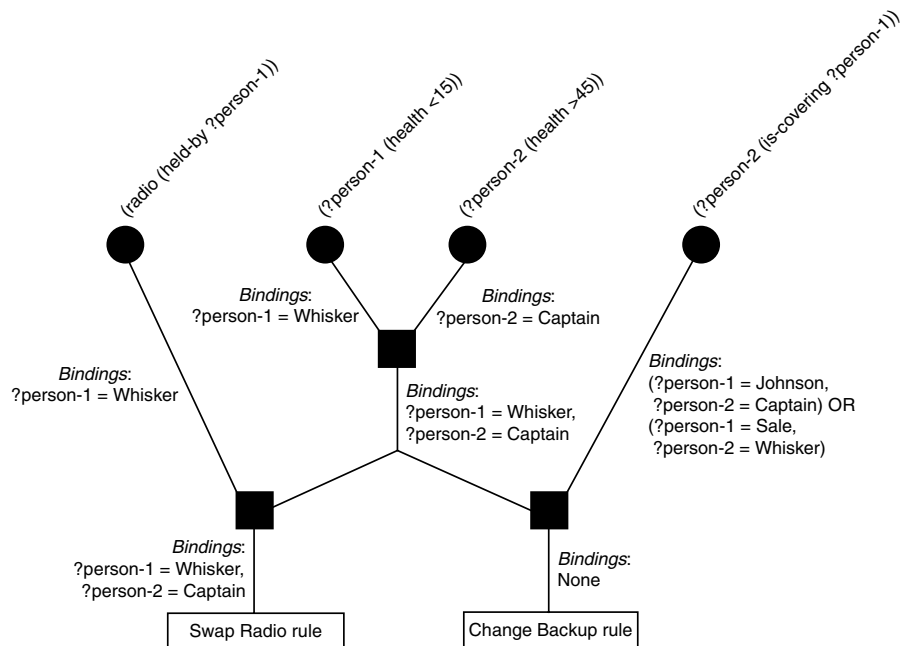 (radio (held-by ?person-1))
(?person-1 (health <15))
(?person-2 (health >45))
(?person-2 (is-covering ?person-1))
Bindings:
?person-1 = Whisker
Bindings:
?person-2 = Captain
Bindings:
?person-1 = Whisker
Bindings:
?person-1 = Whisker,
?person-2 = Captain
Bindings:
(?person-1 = Johnson,
?person-2 = Captain) OR
(?person-1 = Sale,
?person-2 = Whisker)
Bindings:
?person-1 = Whisker,
?person-2 = Captain
Bindings:
None
Swap Radio rule
Change Backup rule